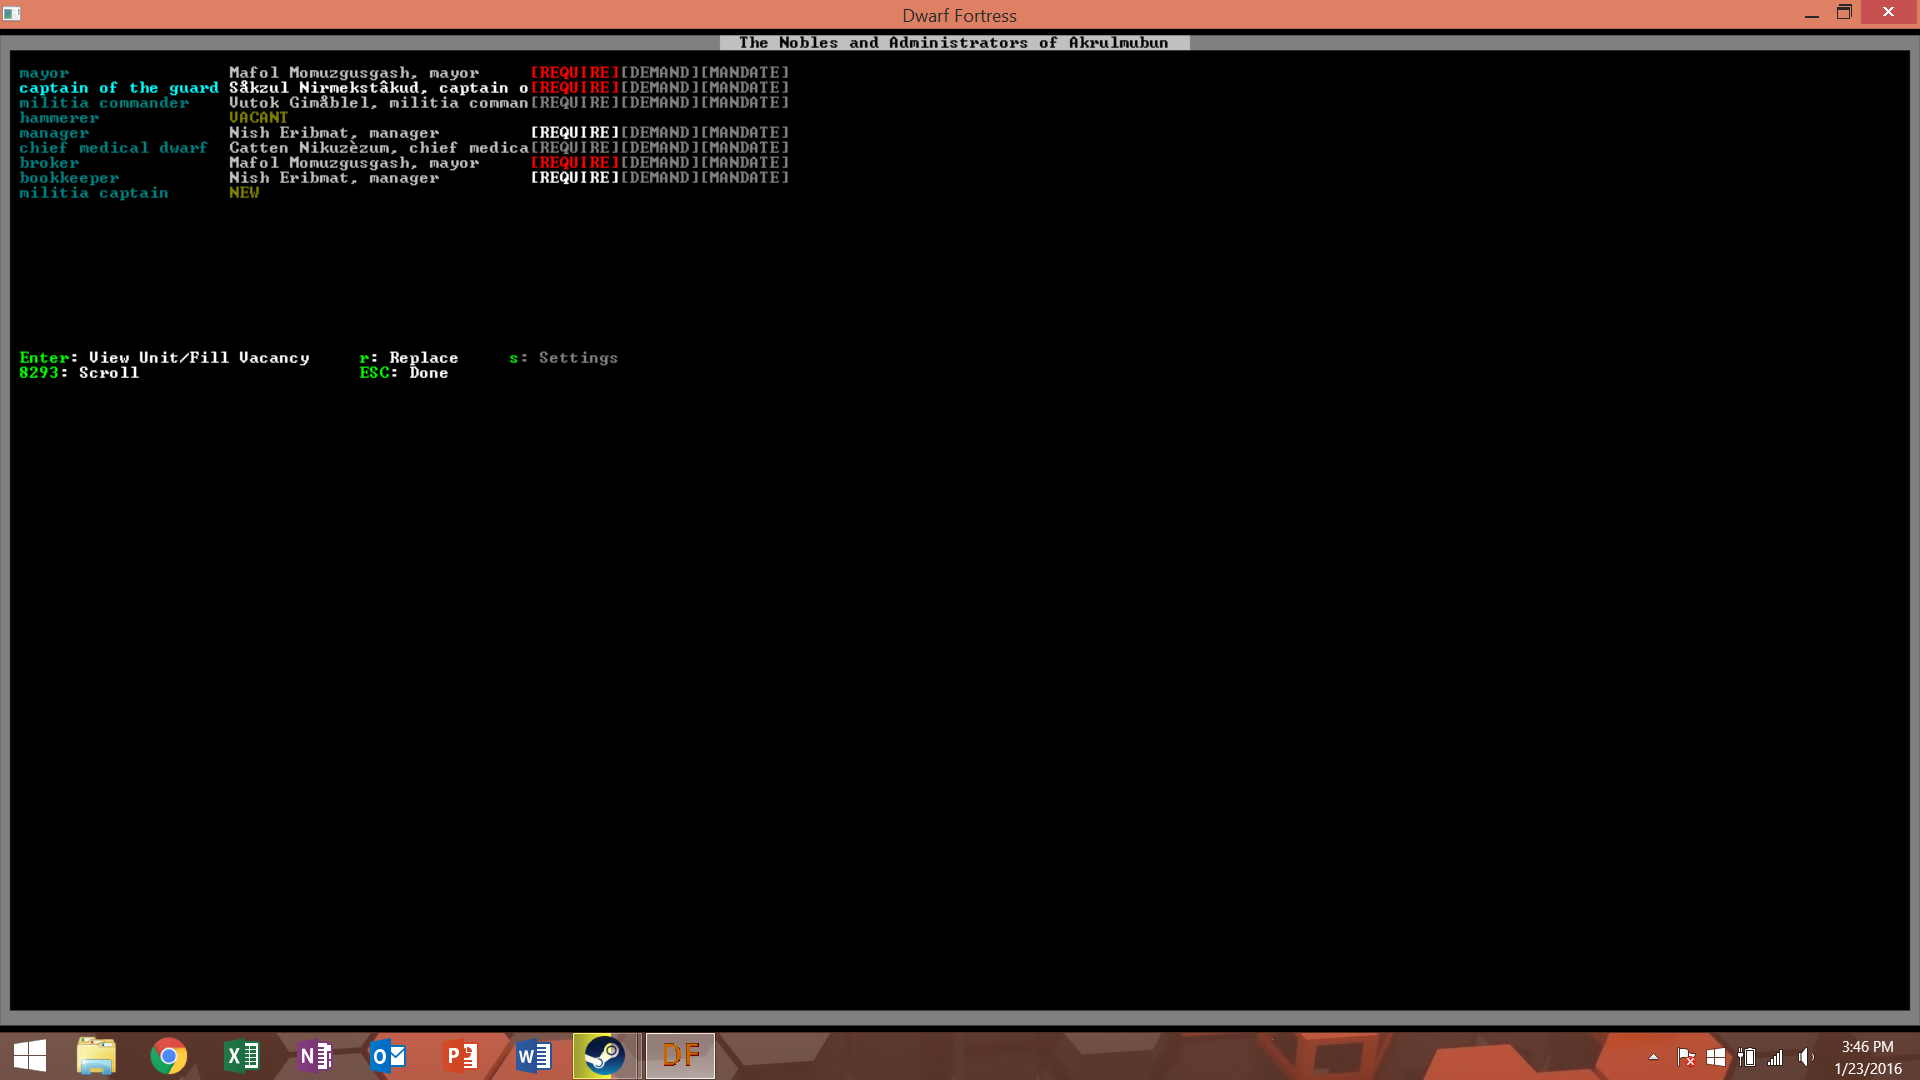 Dwarf Fortress
The Nobles and Administrators of Akrulmubun
mayor Mafol Momuzgusgash, mayor [REQUIRE][DEMAND][MANDATE]
captain of the guard Såkzul Nirmekstâkud, captain o[REQUIRE][DEMAND][MANDATE]
militia commander Vutok Gimåblel, militia comman[REQUIRE][DEMAND][MANDATE]
hammerer VACANT
manager Nish Eribmat, manager [REQUIRE][DEMAND][MANDATE]
chief medical dwarf Catten Nikuzèzum, chief medica[REQUIRE][DEMAND][MANDATE]
broker Mafol Momuzgusgash, mayor [REQUIRE][DEMAND][MANDATE]
bookkeeper Nish Eribmat, manager [REQUIRE][DEMAND][MANDATE]
militia captain NEW
Enter: View Unit/Fill Vacancy r: Replace s: Settings
8293: Scroll ESC: Done
DF
3:46 PM
1/23/2016